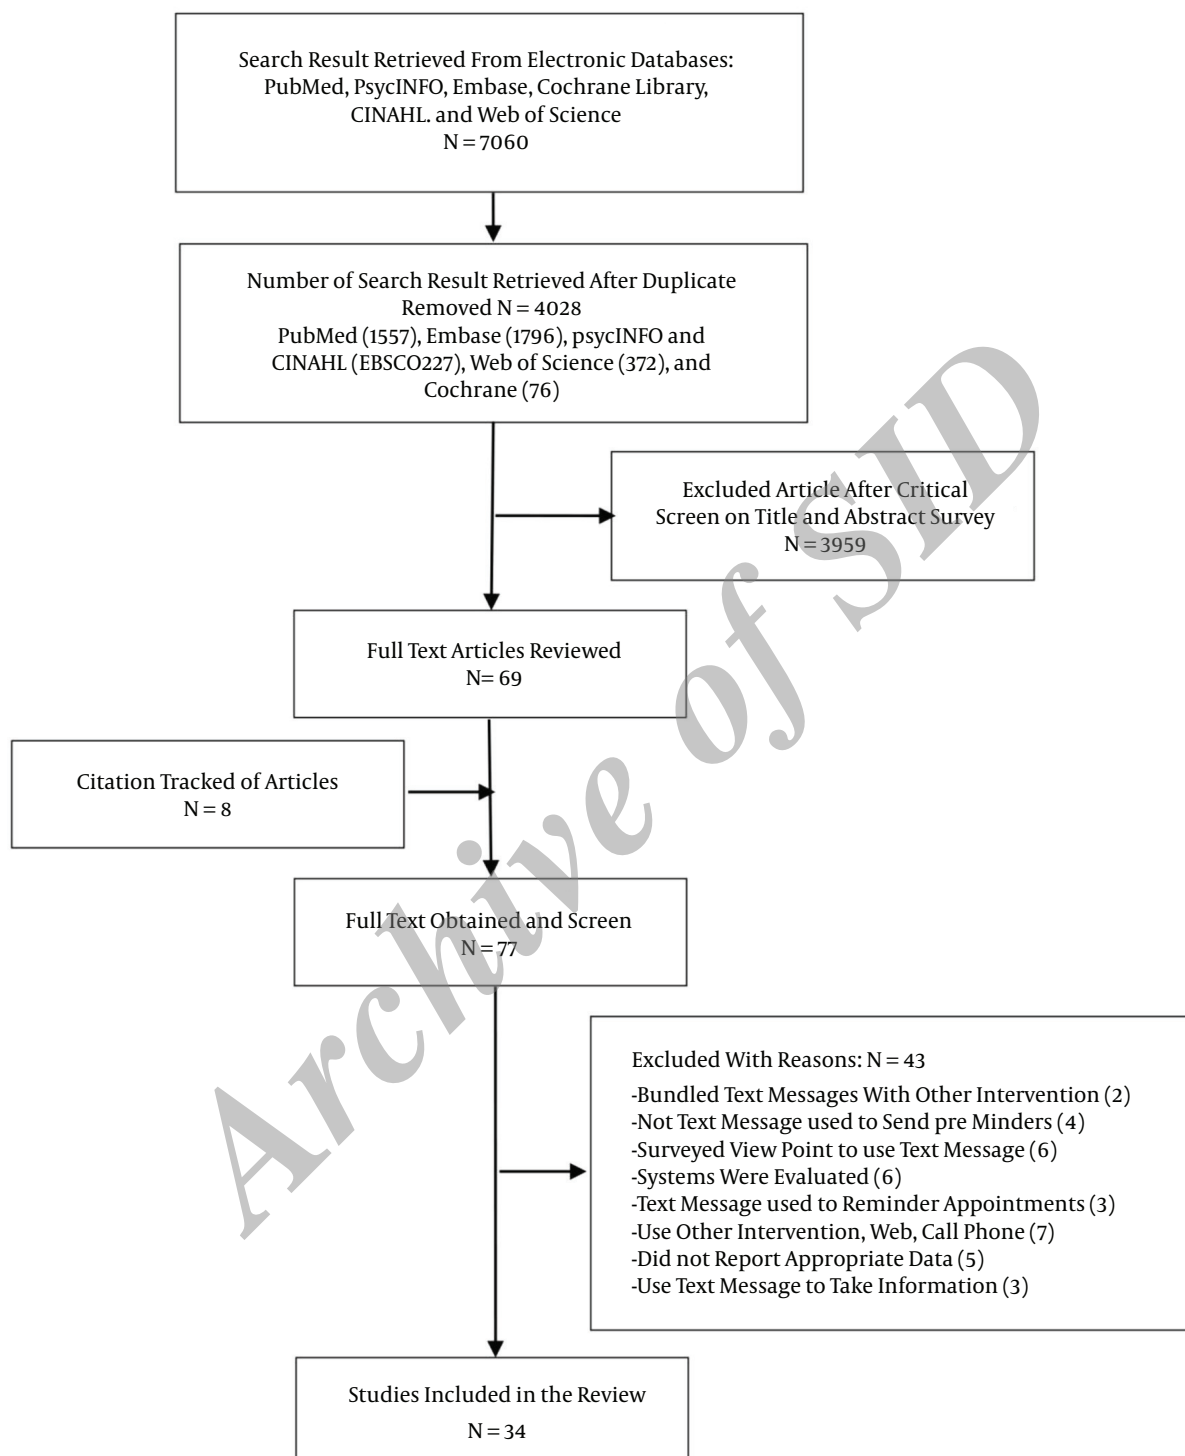 Search Result Retrieved From Electronic Databases:
PubMed, PsycINFO, Embase, Cochrane Library,
CINAHL. and Web of Science
N = 7060
Number of Search Result Retrieved After Duplicate
Removed N = 4028
PubMed (1557), Embase (1796), psycINFO and
CINAHL (EBSCO227), Web of Science (372), and
Cochrane (76)
Excluded Article After Critical
Screen on Title and Abstract Survey
N = 3959
Full Text Articles Reviewed
N= 69
Citation Tracked of Articles
N = 8
Full Text Obtained and Screen
N = 77
Excluded With Reasons: N = 43
-Bundled Text Messages With Other Intervention (2)
-Not Text Message used to Send pre Minders (4)
-Surveyed View Point to use Text Message (6)
-Systems Were Evaluated (6)
-Text Message used to Reminder Appointments (3)
-Use Other Intervention, Web, Call Phone (7)
-Did not Report Appropriate Data (5)
-Use Text Message to Take Information (3)
Studies Included in the Review
N = 34
Archive of SID